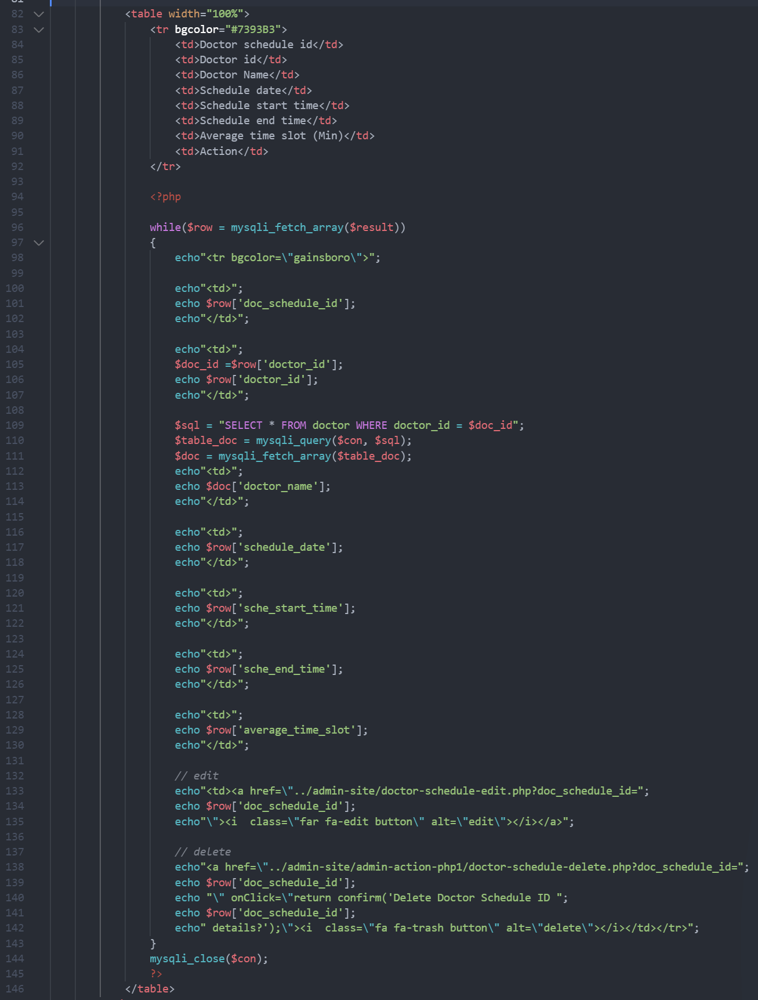 81
82 <table width="100%">
83 <tr bgcolor="#7393B3">
84 <td>Doctor schedule id</td>
85 <td>Doctor id</td>
86 <td>Doctor Name</td>
87 <td>Schedule date</td>
88 <td>Schedule start time</td>
89 <td>Schedule end time</td>
90 <td>Average time slot (Min)</td>
91 <td>Action</td>
92 </tr>
93
94 <?php
95
96 while($row = mysqli_fetch_array($result))
97 {
98 echo"<tr bgcolor=\"gainsboro\">";
99
100 echo"<td>";
101 echo $row['doc_schedule_id'];
102 echo"</td>";
103
104 echo"<td>";
105 $doc_id =$row['doctor_id'];
106 echo $row['doctor_id'];
107 echo"</td>";
108
109 $sql = "SELECT * FROM doctor WHERE doctor_id = $doc_id";
110 $table_doc = mysqli_query($con, $sql);
111 $doc = mysqli_fetch_array($table_doc);
112 echo"<td>";
113 echo $doc['doctor_name'];
114 echo"</td>";
115
116 echo"<td>";
117 echo $row['schedule_date'];
118 echo"</td>";
119
120 echo"<td>";
121 echo $row['sche_start_time'];
122 echo"</td>";
123
124 echo"<td>";
125 echo $row['sche_end_time'];
126 echo"</td>";
127
128 echo"<td>";
129 echo $row['average_time_slot'];
130 echo"</td>";
131
132 // edit
133 echo"<td><a href=\"../admin-site/doctor-schedule-edit.php?doc_schedule_id=";
134 echo $row['doc_schedule_id'];
135 echo"\"><i  class=\"far fa-edit button\" alt=\"edit\"></i></a>";
136
137 // delete
138 echo"<a href=\"../admin-site/admin-action-php1/doctor-schedule-delete.php?doc_schedule_id=";
139 echo $row['doc_schedule_id'];
140 echo "\" onClick=\"return confirm('Delete Doctor Schedule ID ";
141 echo $row['doc_schedule_id'];
142 echo" details?');\"><i  class=\"fa fa-trash button\" alt=\"delete\"></i></td></tr>";
143 }
144 mysqli_close($con);
145 ?>
146 </table>